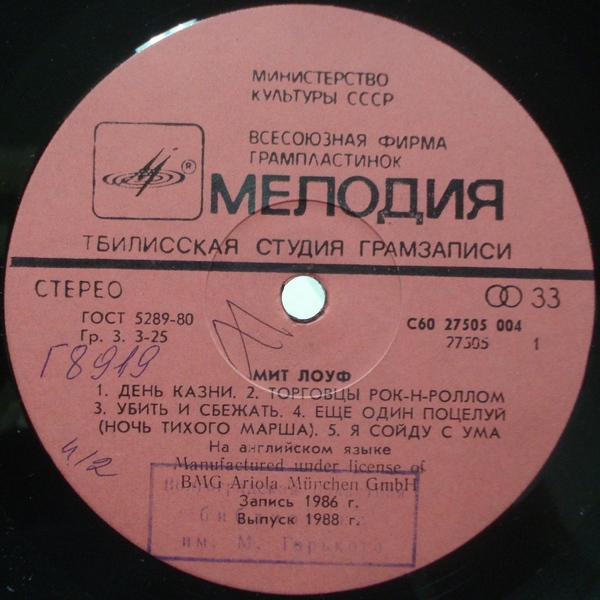 МИНИСТЕРСТВО
КУЛЬТУРЫ СССР
ВСЕСОЮЗНАЯ ФИРМА
ГРАМПЛАСТИНОК
®
МЕЛОДИЯ
ТБИЛИССКАЯ СТУДИЯ ГРАМЗАПИСИ
СТЕРЕО
33
ГОСТ 5289-80
Гр. 3. 3-25
С60 27505 004
27505 1
Г8919
МИТ ЛОУФ
1. ДЕНЬ КАЗНИ. 2. ТОРГОВЦЫ РОК-Н-РОЛЛОМ
3. УБИТЬ И СБЕЖАТЬ. 4. ЕЩЕ ОДИН ПОЦЕЛУЙ
(НОЧЬ ТИХОГО МАРША). 5. Я СОЙДУ С УМА
На английском языке
Manufactured under license of
BMG Ariola München GmbH
Запись 1986 г.
Выпуск 1988 г.
им. М. Горького